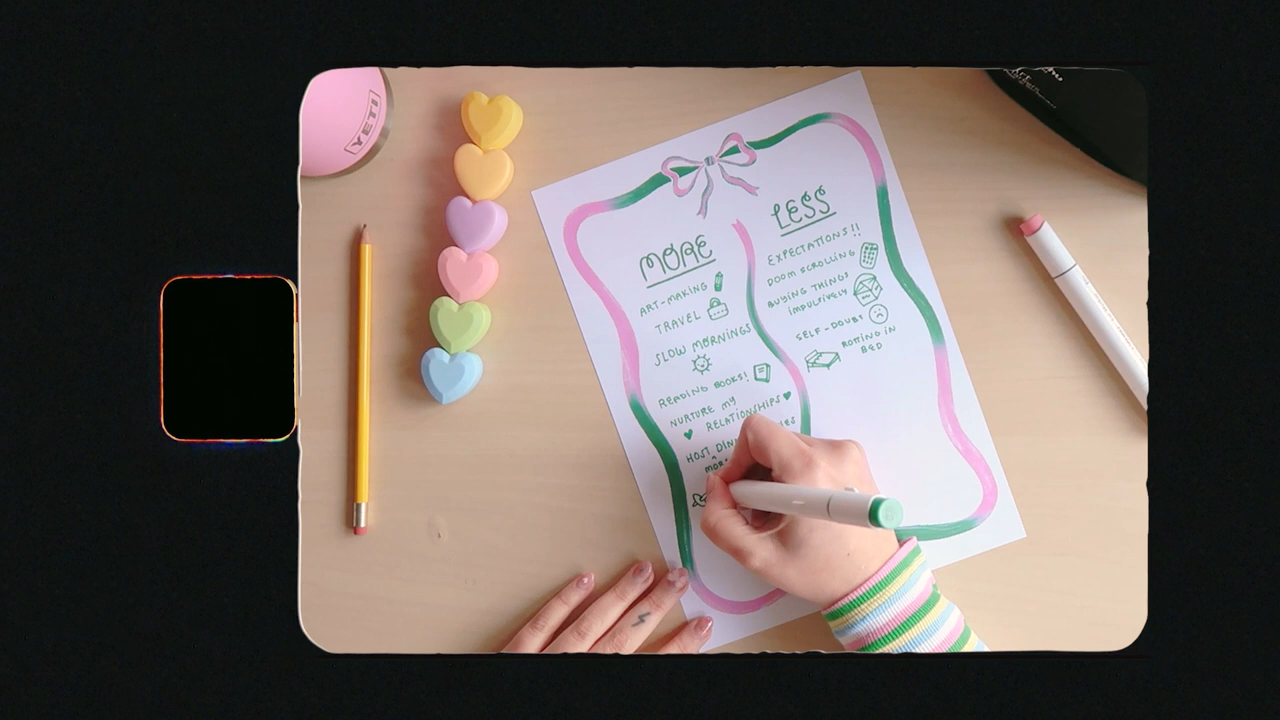 YETI
MORE
ART-MAKING
TRAVEL
SLOW MORNINGS
READING BOOKS!
NURTURE MY
RELATIONSHIPS
HOST
LESS
EXPECTATIONS!!
DOOM SCROLLING
BUYING THINGS
IMPULSIVELY
SELF-DOUBT
ROTTING IN
BED